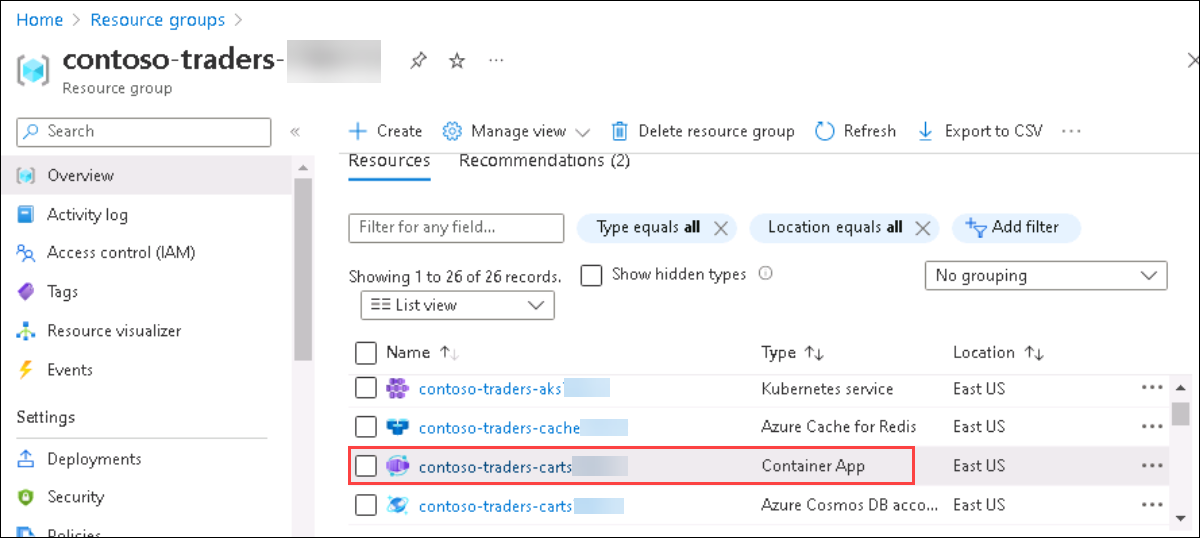 Home > Resource groups >
contoso-traders-
Resource group
Search «
+ Create Manage view Delete resource group Refresh Export to CSV ...
Overview
Activity log
Access control (IAM)
Tags
Resource visualizer
Events
Settings
Deployments
Security
Policies
Resources Recommendations (2)
Filter for any field... Type equals all Location equals all Add filter
Showing 1 to 26 of 26 records. Show hidden types No grouping
List view
Name Type Location
contoso-traders-aks Kubernetes service East US
contoso-traders-cache Azure Cache for Redis East US
contoso-traders-carts Container App East US
contoso-traders-carts Azure Cosmos DB acco... East US